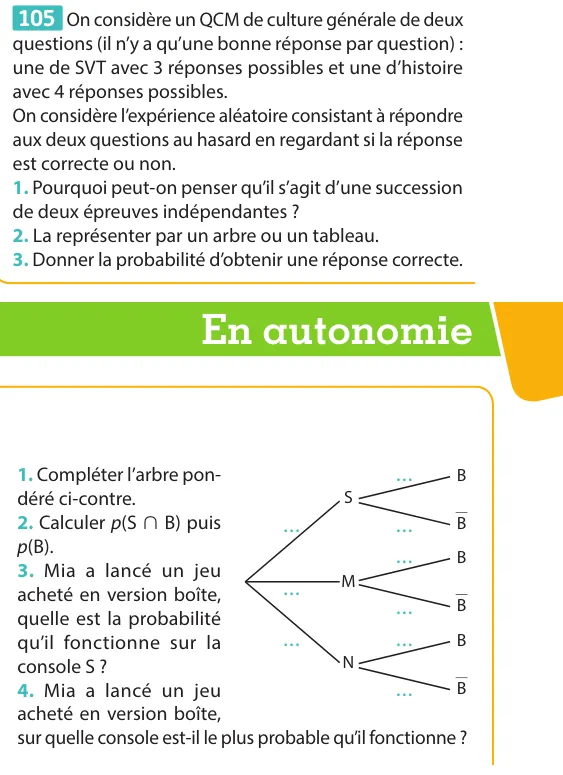 105 On considère un QCM de culture générale de deux
questions (il n'y a qu'une bonne réponse par question) :
une de SVT avec 3 réponses possibles et une d'histoire
avec 4 réponses possibles.
On considère l'expérience aléatoire consistant à répondre
aux deux questions au hasard en regardant si la réponse
est correcte ou non.
1. Pourquoi peut-on penser qu'il s'agit d'une succession
de deux épreuves indépendantes ?
2. La représenter par un arbre ou un tableau.
3. Donner la probabilité d'obtenir une réponse correcte.
En autonomie
1. Compléter l'arbre pon-
déré ci-contre.
2. Calculer p(S ∩ B) puis
p(B).
3. Mia a lancé un jeu
acheté en version boîte,
quelle est la probabilité
qu'il fonctionne sur la
console S ?
4. Mia a lancé un jeu
acheté en version boîte,
sur quelle console est-il le plus probable qu'il fonctionne ?
... B
S
... ... B̅
... B
M
... ... B̅
... ... B
N
... B̅